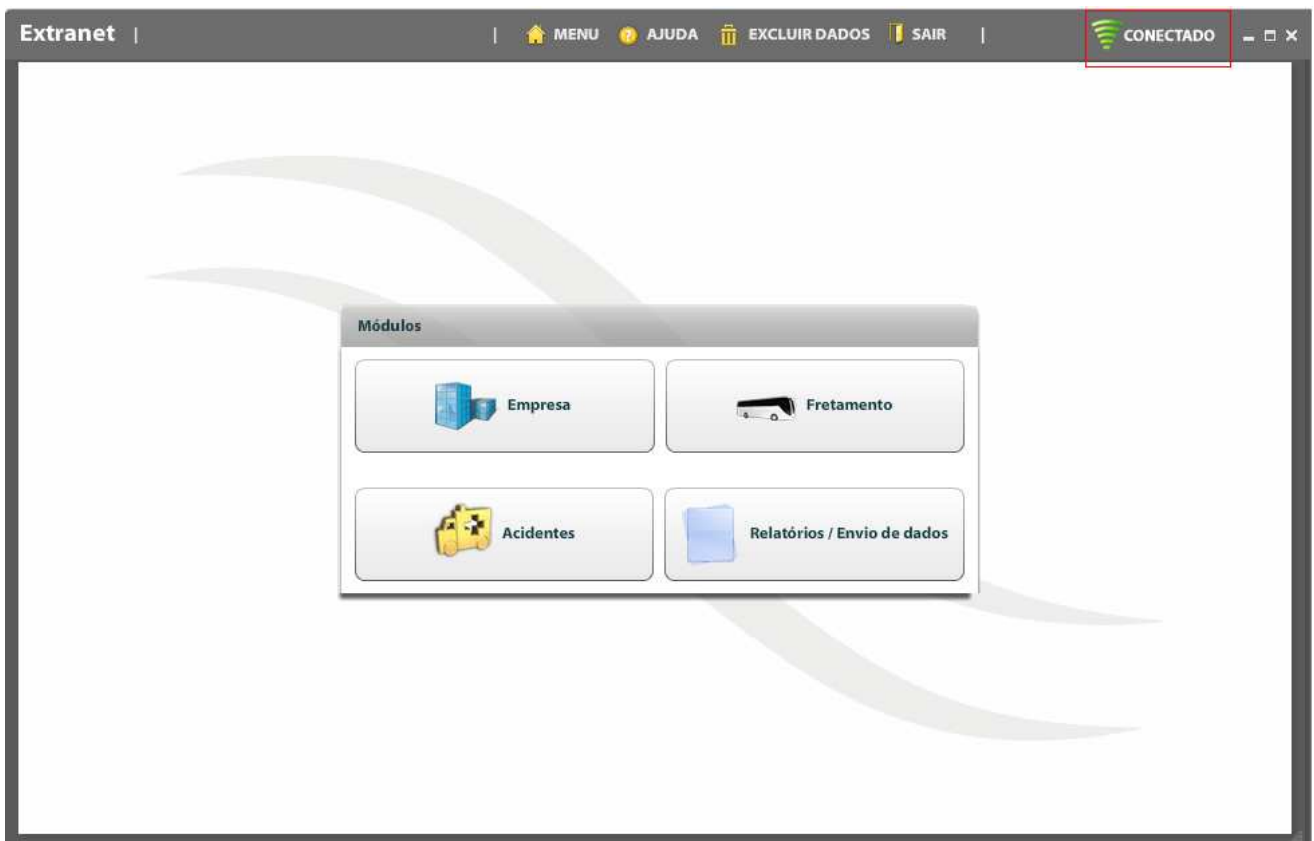 Extranet | | MENU AJUDA EXCLUIR DADOS SAIR | CONECTADO
Módulos
Empresa Fretamento
Acidentes Relatórios / Envio de dados